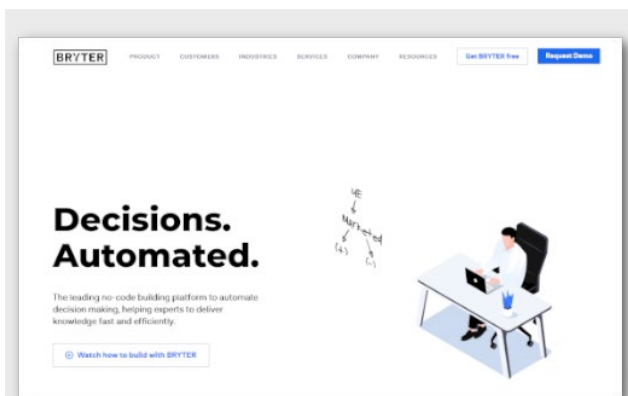 BRYTER PRODUCT CUSTOMERS INDUSTRIES SERVICES COMPANY RESOURCES Get BRYTER free Request Demo
Decisions.
Automated.
The leading no-code building platform to automate
decision making, helping experts to deliver
knowledge fast and efficiently.
Watch how to build with BRYTER
Marketed
(+) (-)